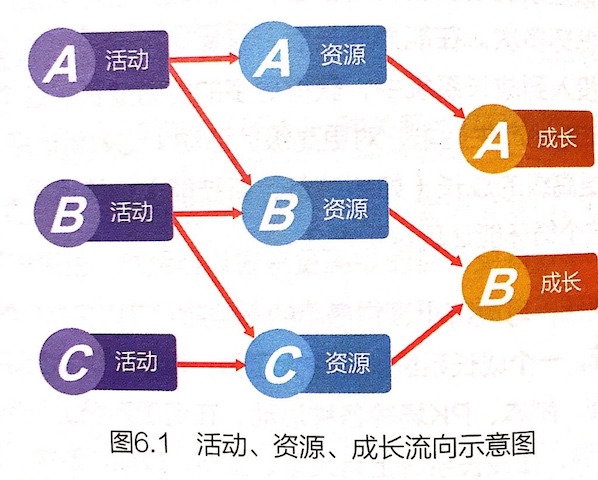 A 活动
A 资源
A 成长
B 活动
B 资源
B 成长
C 活动
C 资源
图6.1 活动、资源、成长流向示意图